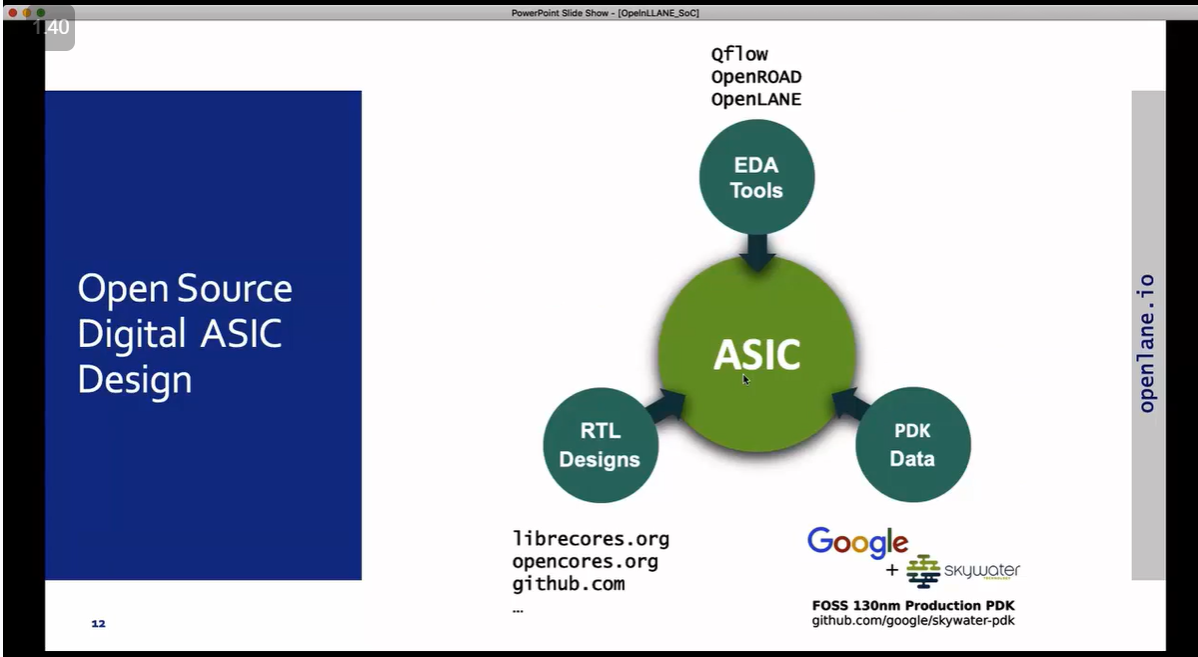 PowerPoint Slide Show - [OpeInLLANE_SoC]
1.40
Qflow
OpenROAD
OpenLANE
EDA
Tools
Open Source
Digital ASIC
Design
ASIC
openlane.io
RTL
Designs
PDK
Data
librecores.org
opencores.org
github.com
...
Google
+ skywater
TECHNOLOGY
FOSS 130nm Production PDK
github.com/google/skywater-pdk
12